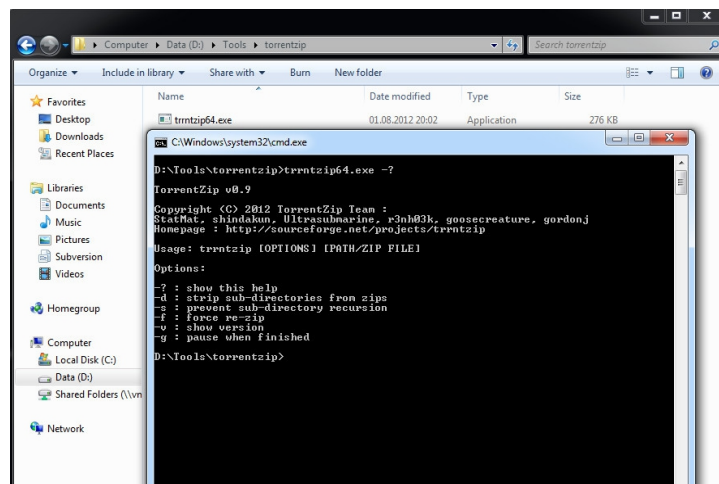 Computer ▸ Data (D:) ▸ Tools ▸ torrentzip
Search torrentzip
Organize Include in library Share with Burn New folder
Name Date modified Type Size
trrntzip64.exe 01.08.2012 20:02 Application 276 KB
Favorites
Desktop
Downloads
Recent Places
Libraries
Documents
Music
Pictures
Subversion
Videos
Homegroup
Computer
Local Disk (C:)
Data (D:)
Shared Folders (\\vn
Network
C:\Windows\system32\cmd.exe
D:\Tools\torrentzip>trrntzip64.exe -?
TorrentZip v0.9
Copyright (C) 2012 TorrentZip Team :
StatMat, shindakun, Ultrasubmarine, r3nh03k, goosecreature, gordonj
Homepage : http://sourceforge.net/projects/trrntzip
Usage: trrntzip [OPTIONS] [PATH/ZIP FILE]
Options:
-? : show this help
-d : strip sub-directories from zips
-s : prevent sub-directory recursion
-f : force re-zip
-v : show version
-g : pause when finished
D:\Tools\torrentzip>